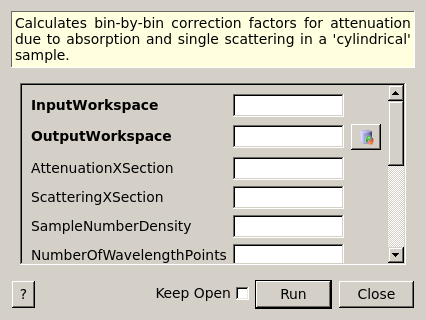 Calculates bin-by-bin correction factors for attenuation
due to absorption and single scattering in a 'cylindrical'
sample.
InputWorkspace
OutputWorkspace
AttenuationXSection
ScatteringXSection
SampleNumberDensity
NumberOfWavelengthPoints
? Keep Open Run Close